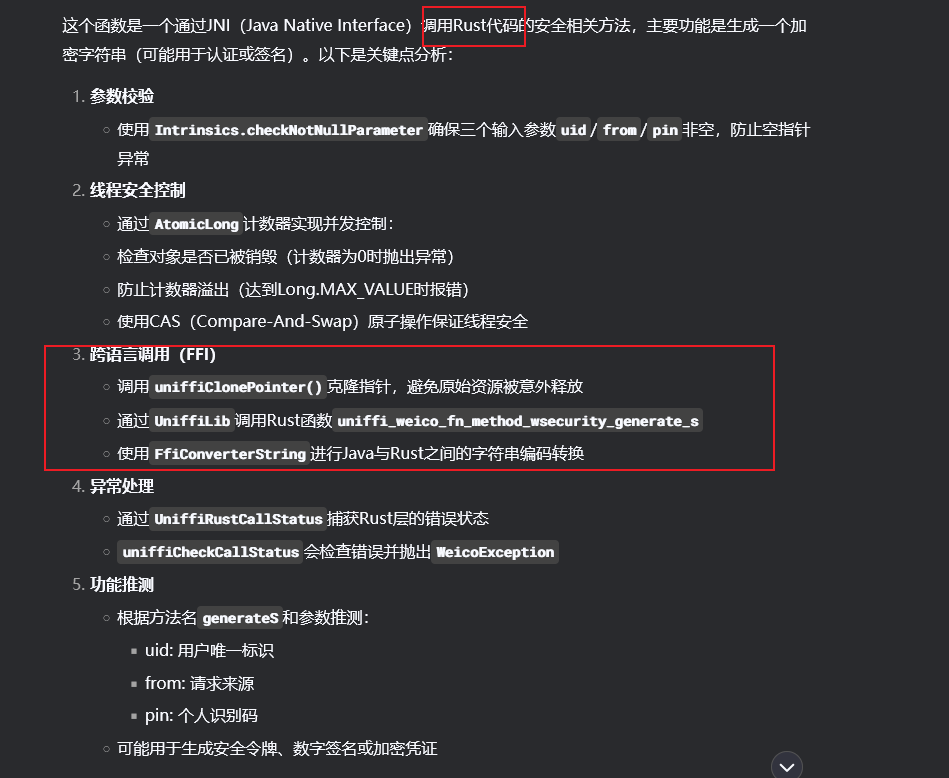 这个函数是一个通过JNI（Java Native Interface）调用Rust代码的安全相关方法，主要功能是生成一个加
密字符串（可能用于认证或签名）。以下是关键点分析：
1. 参数校验
使用 Intrinsics.checkNotNullParameter 确保三个输入参数 uid / from / pin 非空，防止空指针
异常
2. 线程安全控制
通过 AtomicLong 计数器实现并发控制：
检查对象是否已被销毁（计数器为0时抛出异常）
防止计数器溢出（达到Long.MAX_VALUE时报错）
使用CAS（Compare-And-Swap）原子操作保证线程安全
3. 跨语言调用（FFI）
调用 uniffiClonePointer() 克隆指针，避免原始资源被意外释放
通过 UniffiLib 调用Rust函数 uniffi_weico_fn_method_wsecurity_generate_s
使用 FfiConverterString 进行Java与Rust之间的字符串编码转换
4. 异常处理
通过 UniffiRustCallStatus 捕获Rust层的错误状态
uniffiCheckCallStatus 会检查错误并抛出 WeicoException
5. 功能推测
根据方法名 generateS 和参数推测：
uid: 用户唯一标识
from: 请求来源
pin: 个人识别码
可能用于生成安全令牌、数字签名或加密凭证